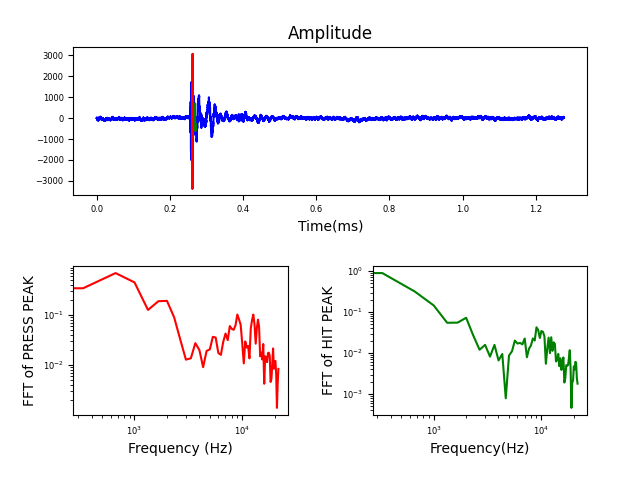 Amplitude
3000
2000
1000
0
−1000
−2000
−3000
0.0 0.2 0.4 0.6 0.8 1.0 1.2
Time(ms)
FFT of PRESS PEAK
10⁻¹
10⁻²
10³ 10⁴
Frequency (Hz)
FFT of HIT PEAK
10⁰
10⁻¹
10⁻²
10⁻³
10³ 10⁴
Frequency(Hz)